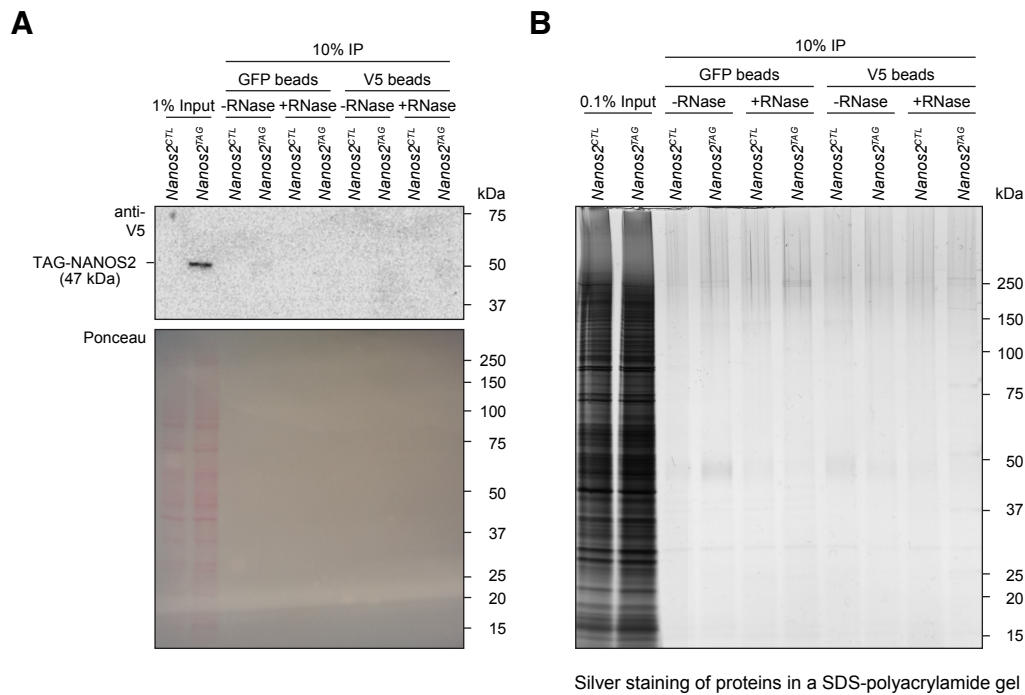 A
10% IP
GFP beads V5 beads
1% Input -RNase +RNase -RNase +RNase
Nanos2CTL Nanos2TAG Nanos2CTL Nanos2TAG Nanos2CTL Nanos2TAG Nanos2CTL Nanos2TAG Nanos2CTL Nanos2TAG
kDa
anti-
V5
75
TAG-NANOS2
(47 kDa)
50
37
Ponceau
250
150
100
75
50
37
25
20
15
B
10% IP
GFP beads V5 beads
0.1% Input -RNase +RNase -RNase +RNase
Nanos2CTL Nanos2TAG Nanos2CTL Nanos2TAG Nanos2CTL Nanos2TAG Nanos2CTL Nanos2TAG Nanos2CTL Nanos2TAG
kDa
250
150
100
75
50
37
25
20
15
Silver staining of proteins in a SDS-polyacrylamide gel